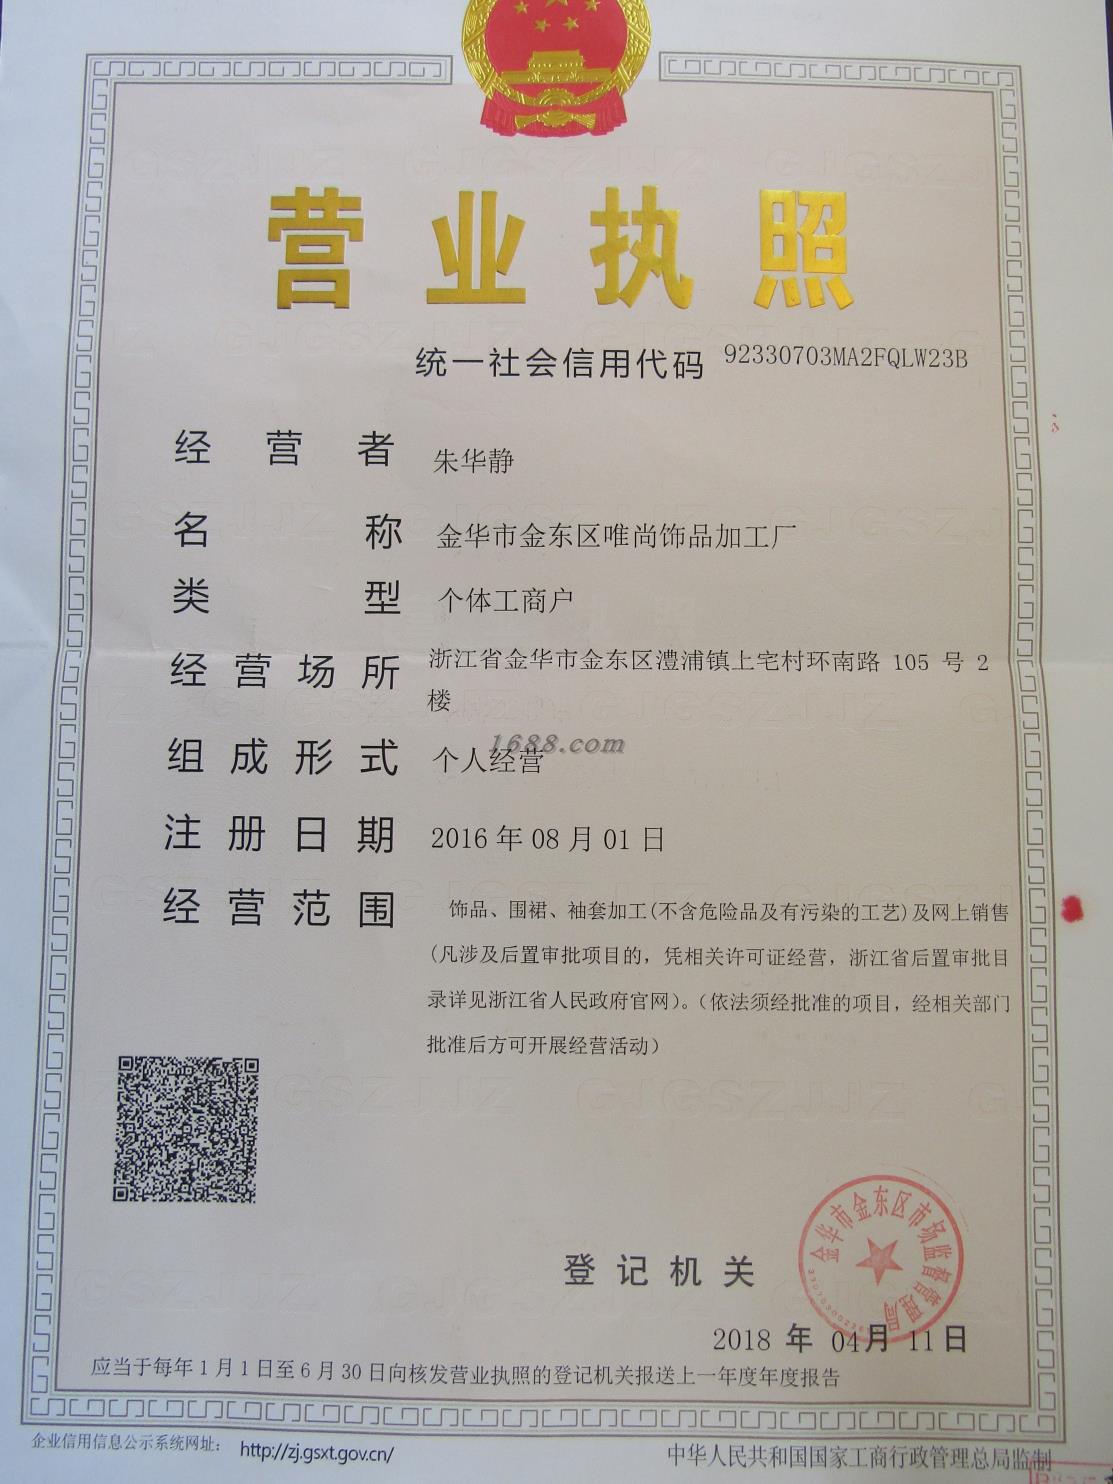 营业执照
统一社会信用代码 92330703MA2FQLW23B
经营者 朱华静
名称 金华市金东区唯尚饰品加工厂
类型 个体工商户
经营场所 浙江省金华市金东区澧浦镇上宅村环南路 105 号 2
楼
1688.com
组成形式 个人经营
注册日期 2016 年 08 月 01 日
经营范围 饰品、围裙、袖套加工(不含危险品及有污染的工艺)及网上销售
(凡涉及后置审批项目的，凭相关许可证经营，浙江省后置审批目
录详见浙江省人民政府官网)。(依法须经批准的项目，经相关部门
批准后方可开展经营活动)
金华市金东区市场监督管理局
登记机关
2018 年 04月 11日
应当于每年1月1日至6月30日向核发营业执照的登记机关报送上一年度年度报告
企业信用信息公示系统网址： http://zj.gsxt.gov.cn/
中华人民共和国国家工商行政管理总局监制